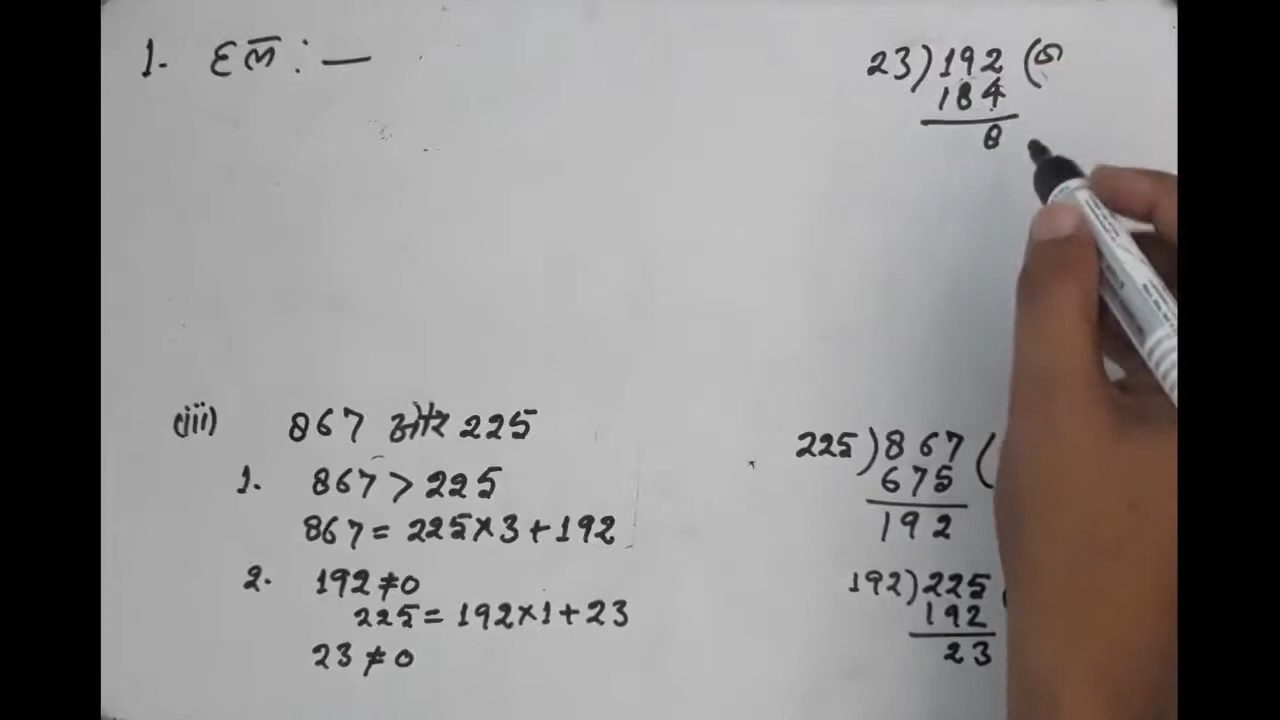 1. हल :—
23)192(8
184
8
(iii) 867 और 225
1. 867 > 225
867 = 225×3+192
2. 192 ≠ 0
225 = 192×1+23
23 ≠ 0
225)867(
675
192
192)225
192
23